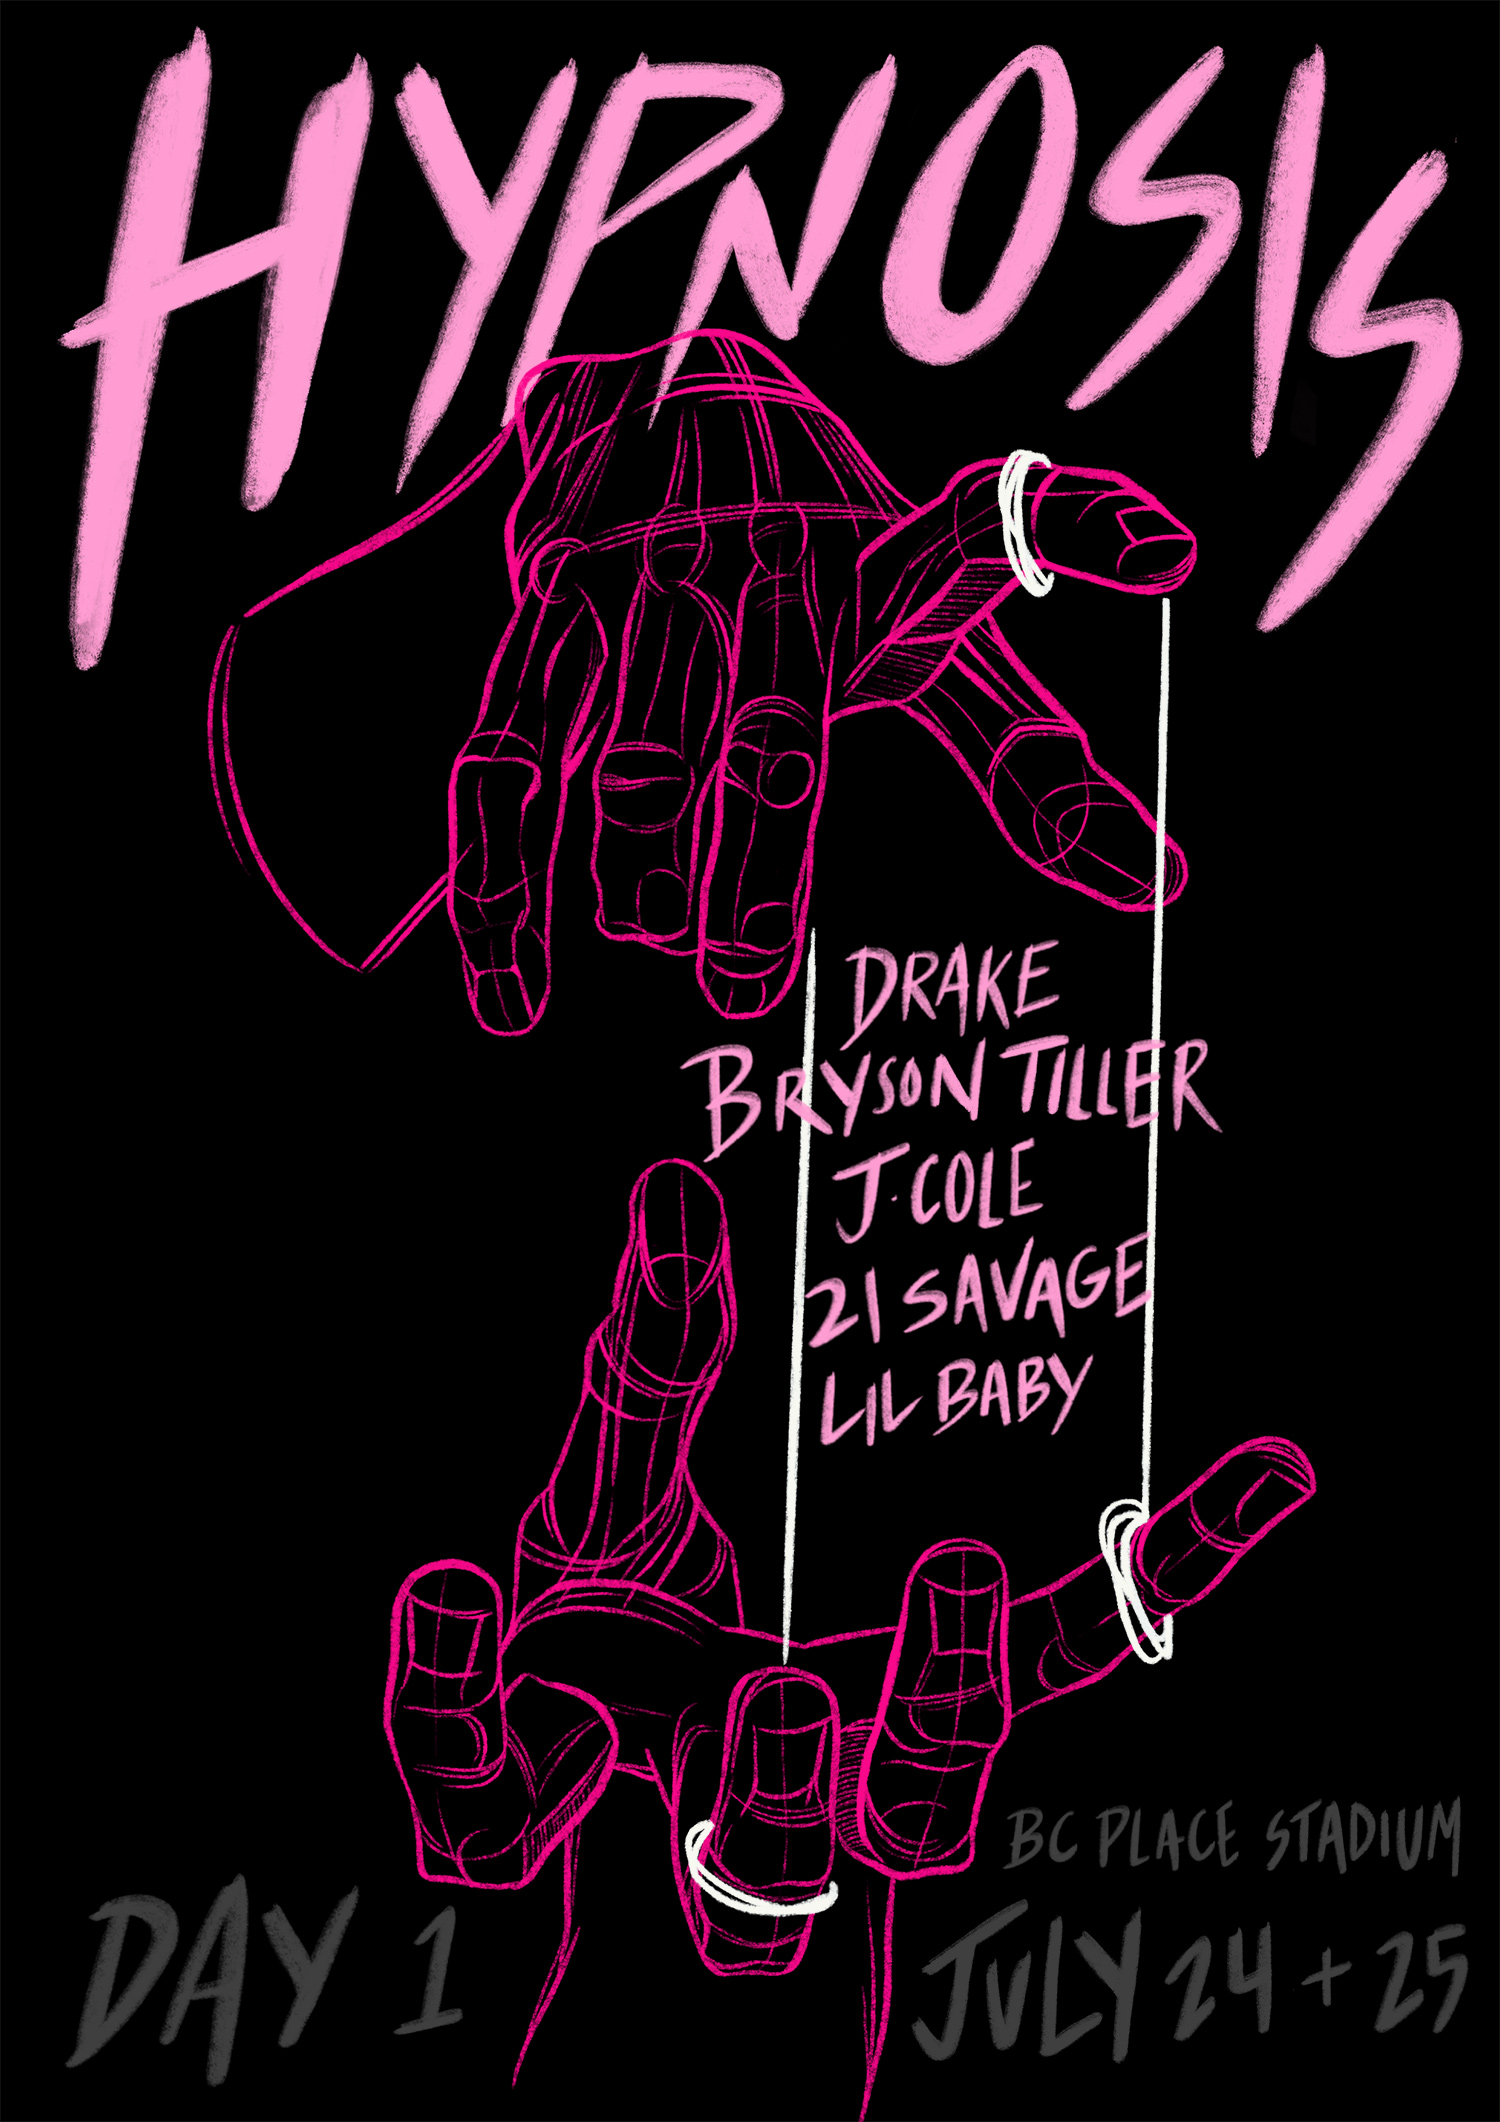 HYPNOSIS
DRAKE
BRYSON TILLER
J. COLE
21 SAVAGE
LIL BABY
BC PLACE STADIUM
DAY 1
JULY 24 + 25